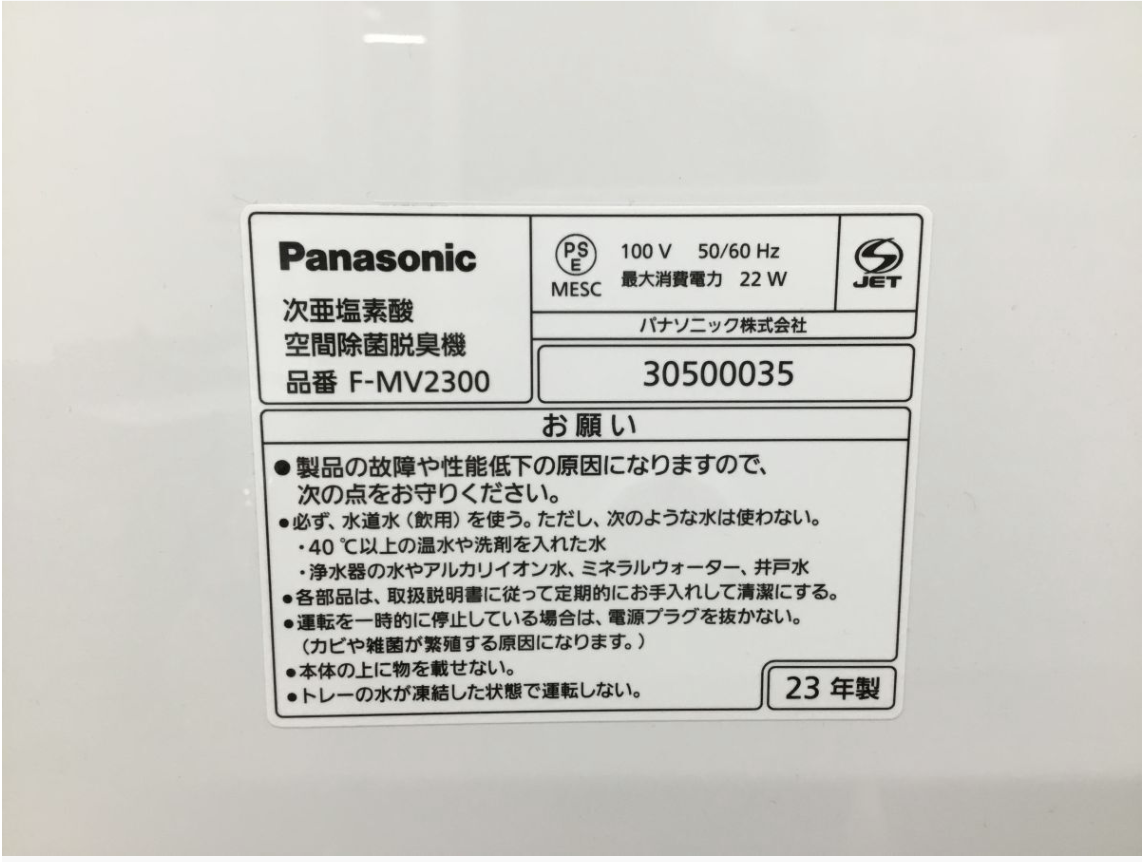 Panasonic
次亜塩素酸
空間除菌脱臭機
品番 F-MV2300
PS
E
MESC
100 V 50/60 Hz
最大消費電力 22 W
JET
パナソニック株式会社
30500035
お願い
●製品の故障や性能低下の原因になりますので、
次の点をお守りください。
●必ず、水道水(飲用)を使う。ただし、次のような水は使わない。
・40 ℃以上の温水や洗剤を入れた水
・浄水器の水やアルカリイオン水、ミネラルウォーター、井戸水
●各部品は、取扱説明書に従って定期的にお手入れして清潔にする。
●運転を一時的に停止している場合は、電源プラグを抜かない。
(カビや雑菌が繁殖する原因になります。)
●本体の上に物を載せない。
●トレーの水が凍結した状態で運転しない。
23 年製